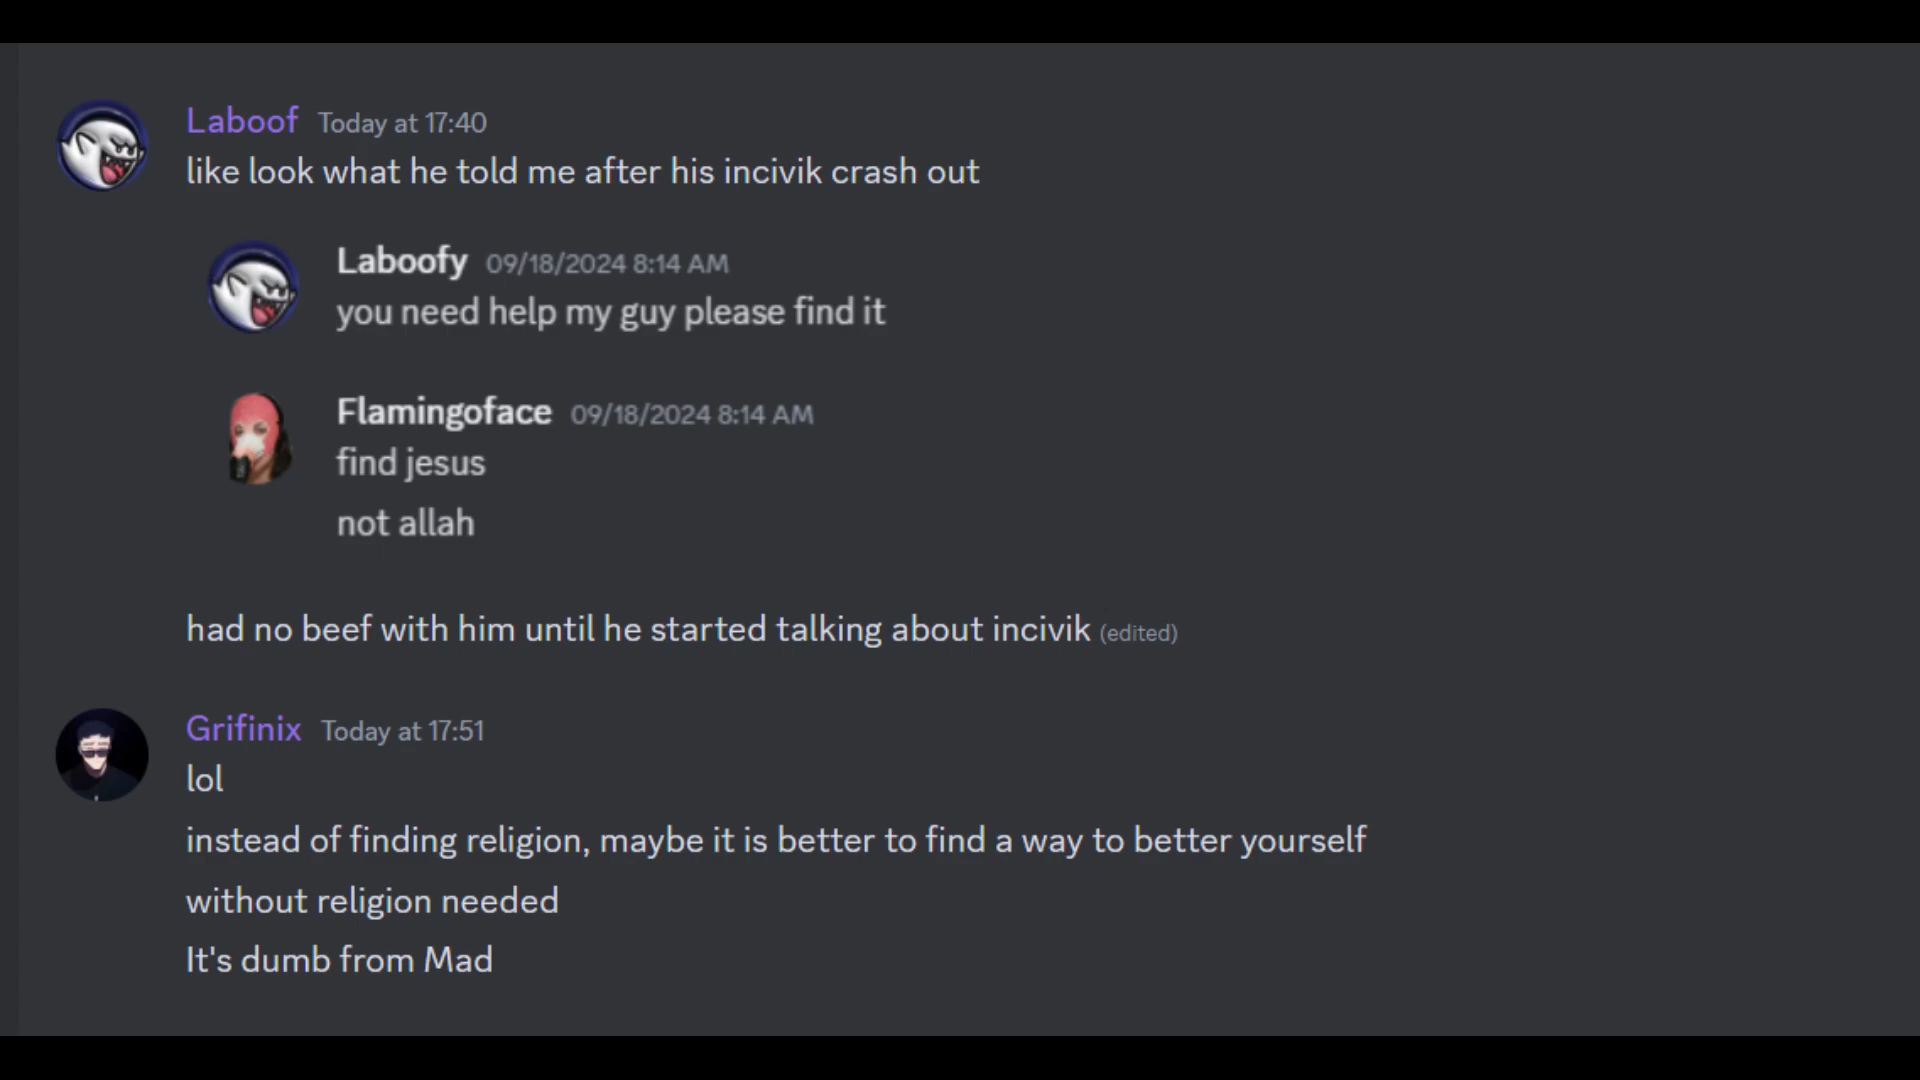 Laboof Today at 17:40
like look what he told me after his incivik crash out
Laboofy 09/18/2024 8:14 AM
you need help my guy please find it
Flamingoface 09/18/2024 8:14 AM
find jesus
not allah
had no beef with him until he started talking about incivik (edited)
Grifinix Today at 17:51
lol
instead of finding religion, maybe it is better to find a way to better yourself
without religion needed
It's dumb from Mad